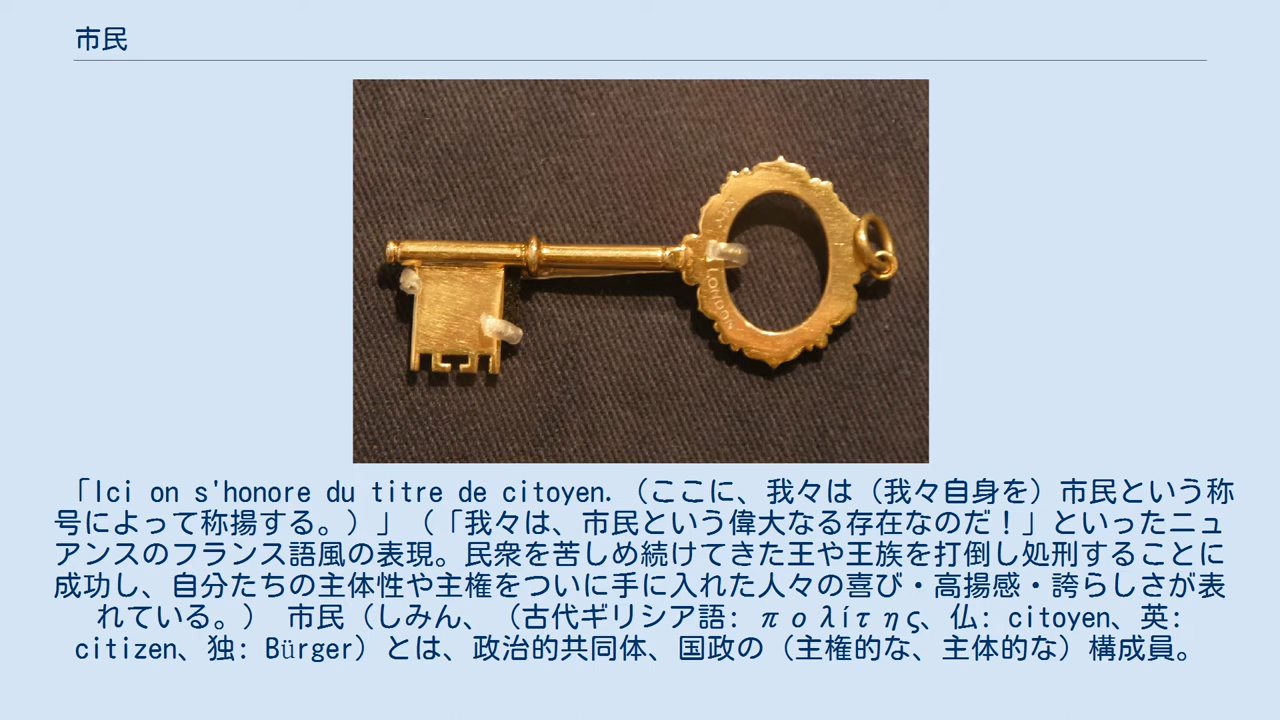 市民
LONDON
「Ici on s'honore du titre de citoyen.（ここに、我々は（我々自身を）市民という称
号によって称揚する。）」（「我々は、市民という偉大なる存在なのだ！」といったニュ
アンスのフランス語風の表現。民衆を苦しめ続けてきた王や王族を打倒し処刑することに
成功し、自分たちの主体性や主権をついに手に入れた人々の喜び・高揚感・誇らしさが表
れている。） 市民（しみん、（古代ギリシア語: πολίτης、仏: citoyen、英:
citizen、独: Bürger）とは、政治的共同体、国政の（主権的な、主体的な）構成員。